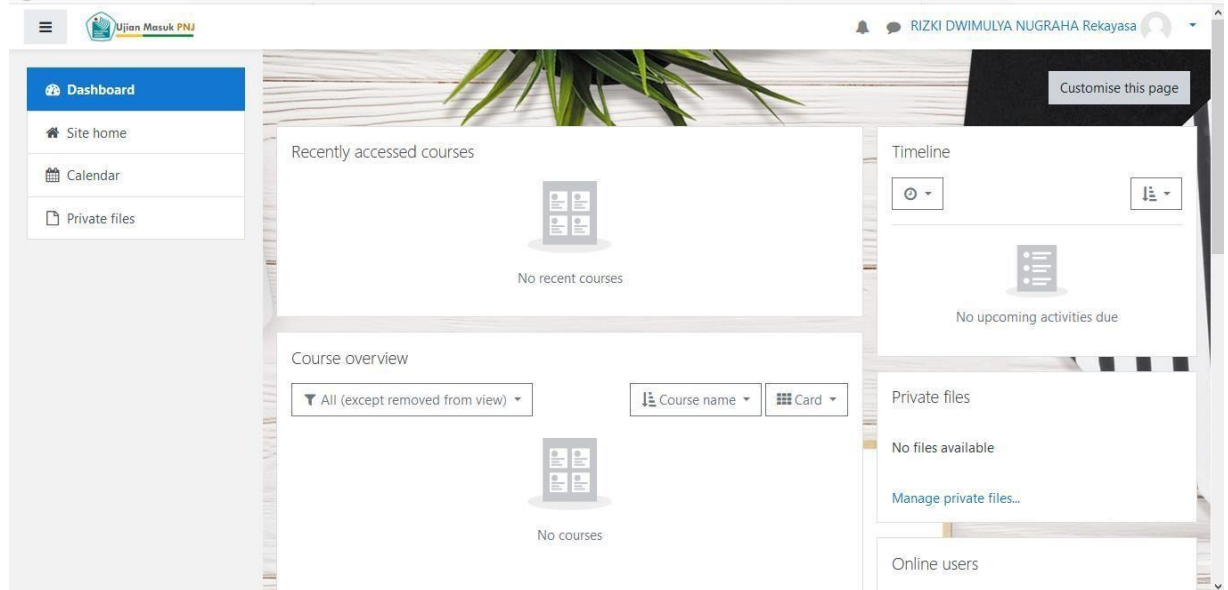 Ujian Masuk PNJ
RIZKI DWIMULYA NUGRAHA Rekayasa
Dashboard
Site home
Calendar
Private files
Customise this page
Recently accessed courses
No recent courses
Timeline
No upcoming activities due
Course overview
All (except removed from view)
Course name
Card
No courses
Private files
No files available
Manage private files...
Online users